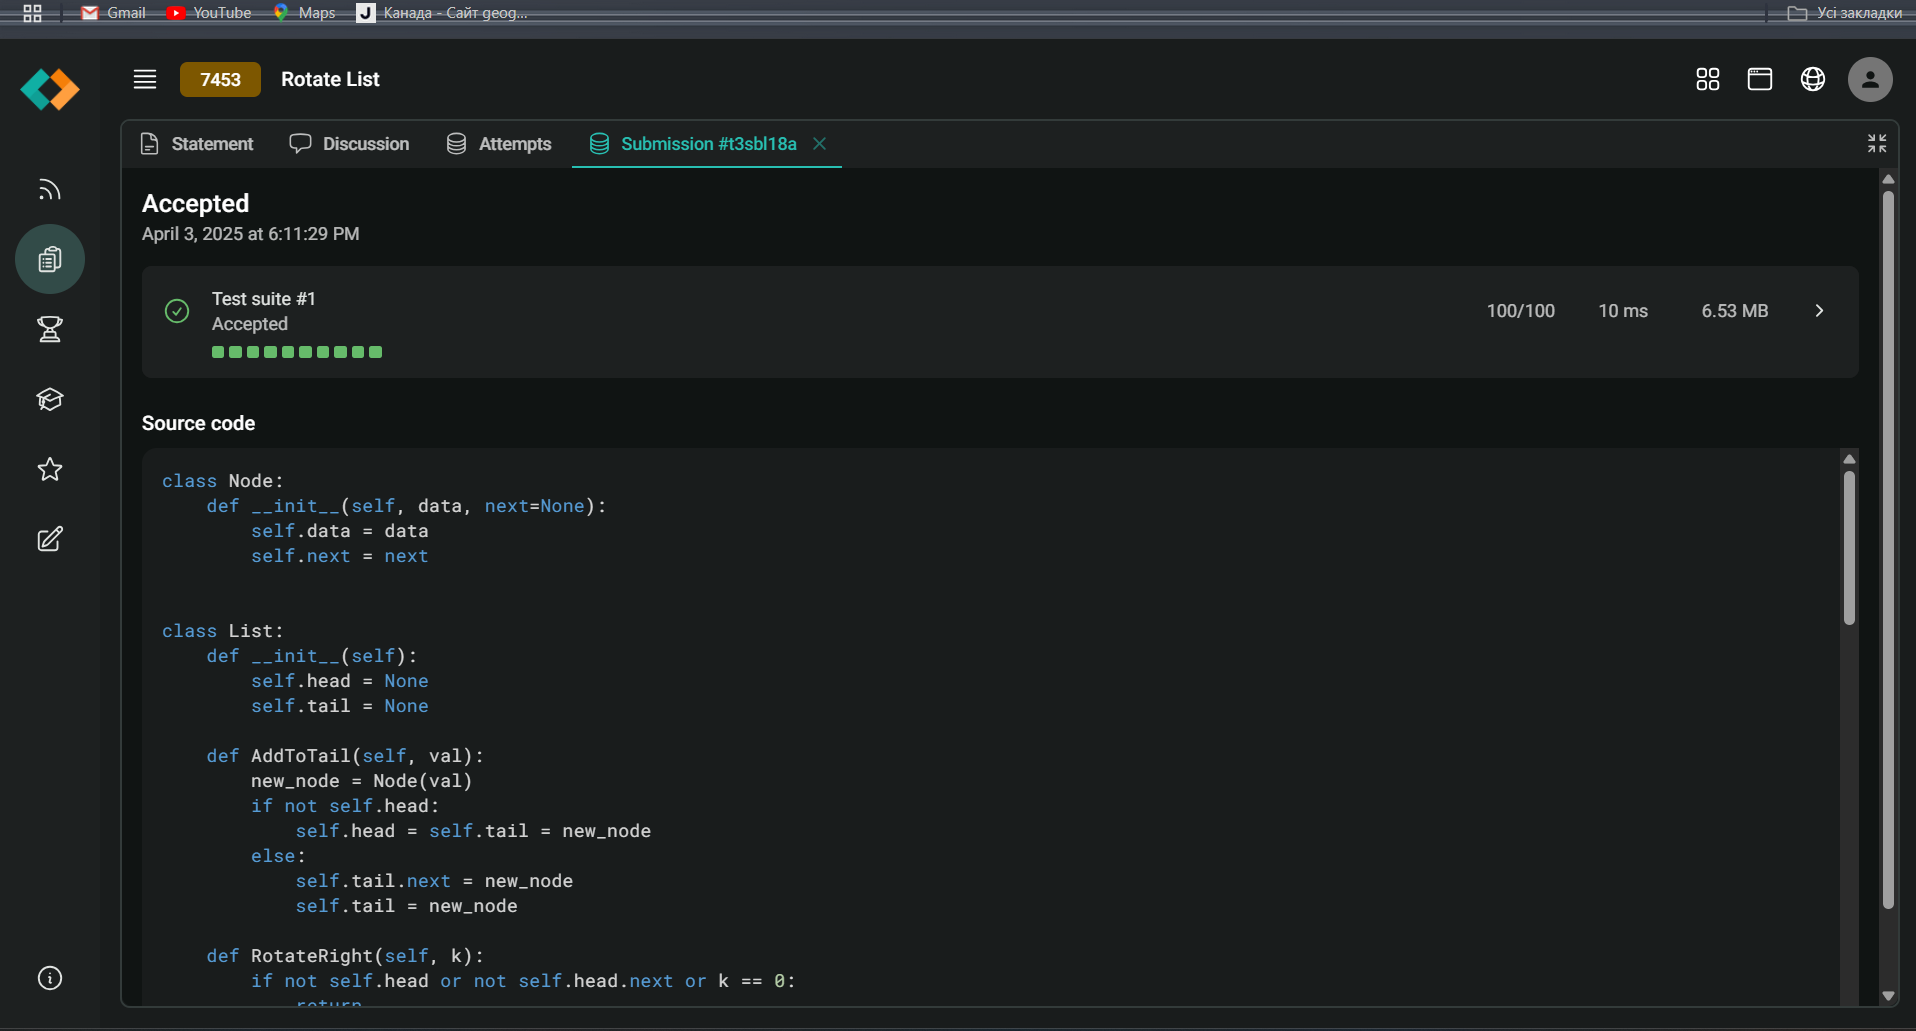 Gmail YouTube Maps J Канада - Сайт geog... Усі закладки
7453 Rotate List
Statement Discussion Attempts Submission #t3sbl18a
Accepted
April 3, 2025 at 6:11:29 PM
Test suite #1
Accepted
100/100 10 ms 6.53 MB
Source code
class Node:
    def __init__(self, data, next=None):
        self.data = data
        self.next = next
class List:
    def __init__(self):
        self.head = None
        self.tail = None
    def AddToTail(self, val):
        new_node = Node(val)
        if not self.head:
            self.head = self.tail = new_node
        else:
            self.tail.next = new_node
            self.tail = new_node
    def RotateRight(self, k):
        if not self.head or not self.head.next or k == 0:
            return